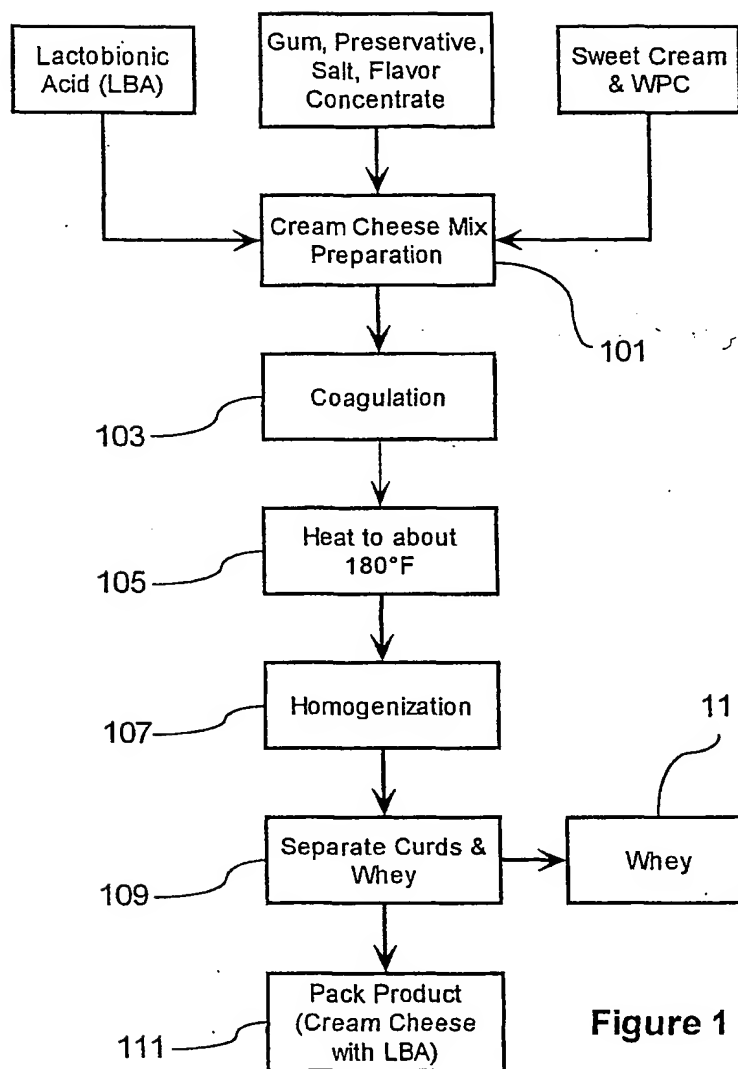 Lactobionic
Acid (LBA)
Gum, Preservative,
Salt, Flavor
Concentrate
Sweet Cream
& WPC
Cream Cheese Mix
Preparation
101
Coagulation
103
Heat to about
180°F
105
Homogenization
107
11
Separate Curds &
Whey
109
Whey
Pack Product
(Cream Cheese
with LBA)
111
Figure 1